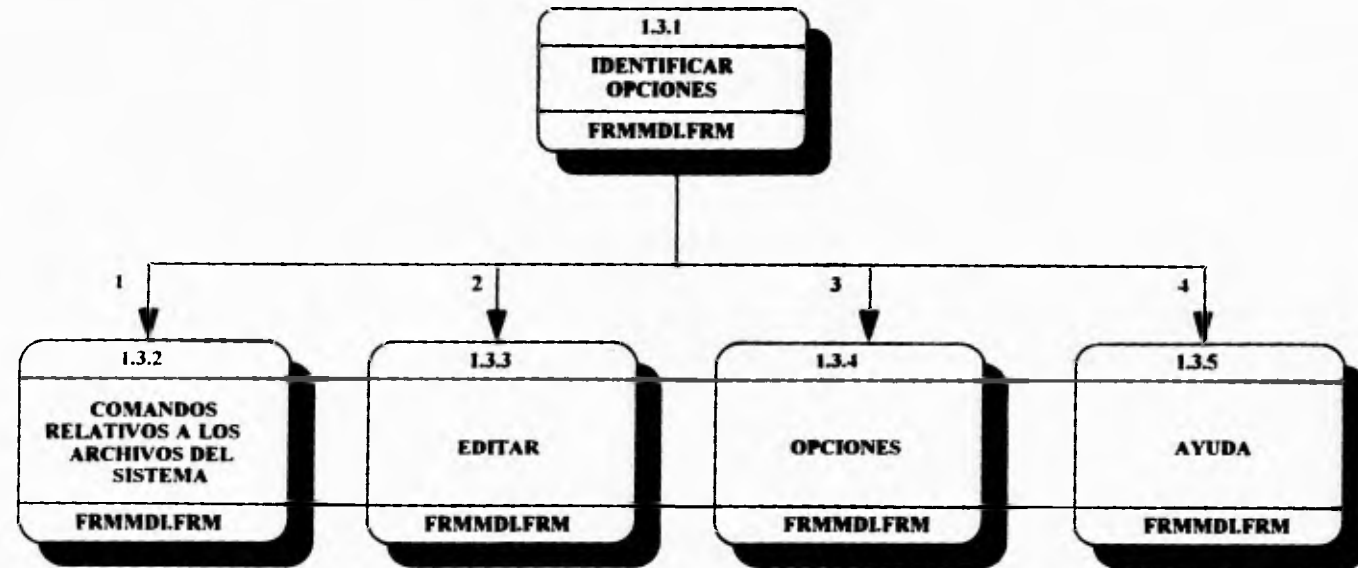 1.3.1
IDENTIFICAR
OPCIONES
FRMMDI.FRM
1
2
3
4
1.3.2
COMANDOS
RELATIVOS A LOS
ARCHIVOS DEL
SISTEMA
FRMMDI.FRM
1.3.3
EDITAR
FRMMDI.FRM
1.3.4
OPCIONES
FRMMDI.FRM
1.3.5
AYUDA
FRMMDI.FRM